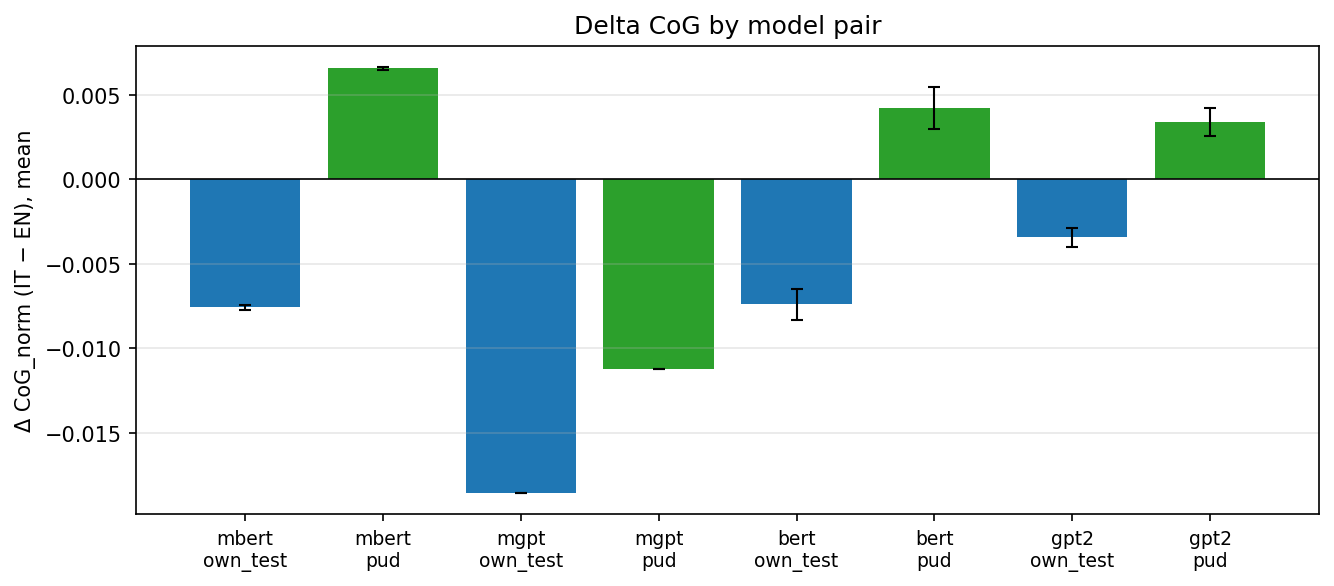 Delta CoG by model pair
Δ CoG_norm (IT − EN), mean
0.005
0.000
−0.005
−0.010
−0.015
mbert
own_test
mbert
pud
mgpt
own_test
mgpt
pud
bert
own_test
bert
pud
gpt2
own_test
gpt2
pud